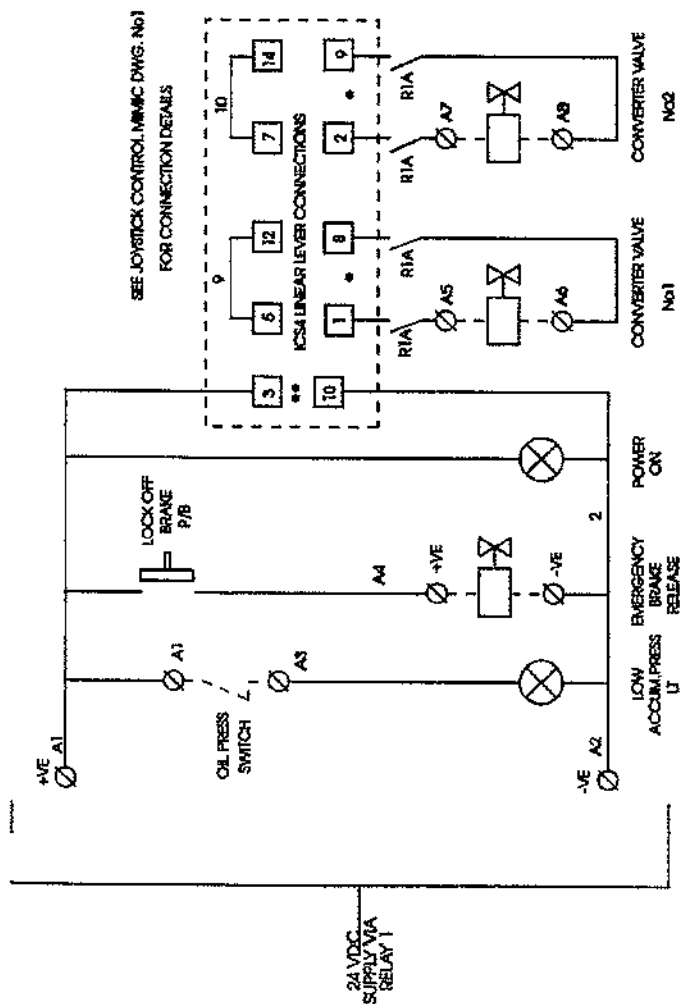 24 VDC.
SUPPLY VIA
RELAY 1
+VE
A1
A1
OIL PRESS
SWITCH
A3
LOCK OFF
BRAKE
P/B
A4
+VE
-VE
-VE
A2
2
LOW
ACCUM.PRESS
LT
EMERGENCY
BRAKE
RELEASE
POWER
ON
SEE JOYSTICK CONTROL MIMIC DWG. No1
FOR CONNECTION DETAILS
9
10
3
6
12
7
14
ICS4 LINEAR LEVER CONNECTIONS
**
*
*
10
1
8
2
9
R1A
R1A
R1A
R1A
A5
A7
A6
A8
CONVERTER VALVE
No1
CONVERTER VALVE
No2